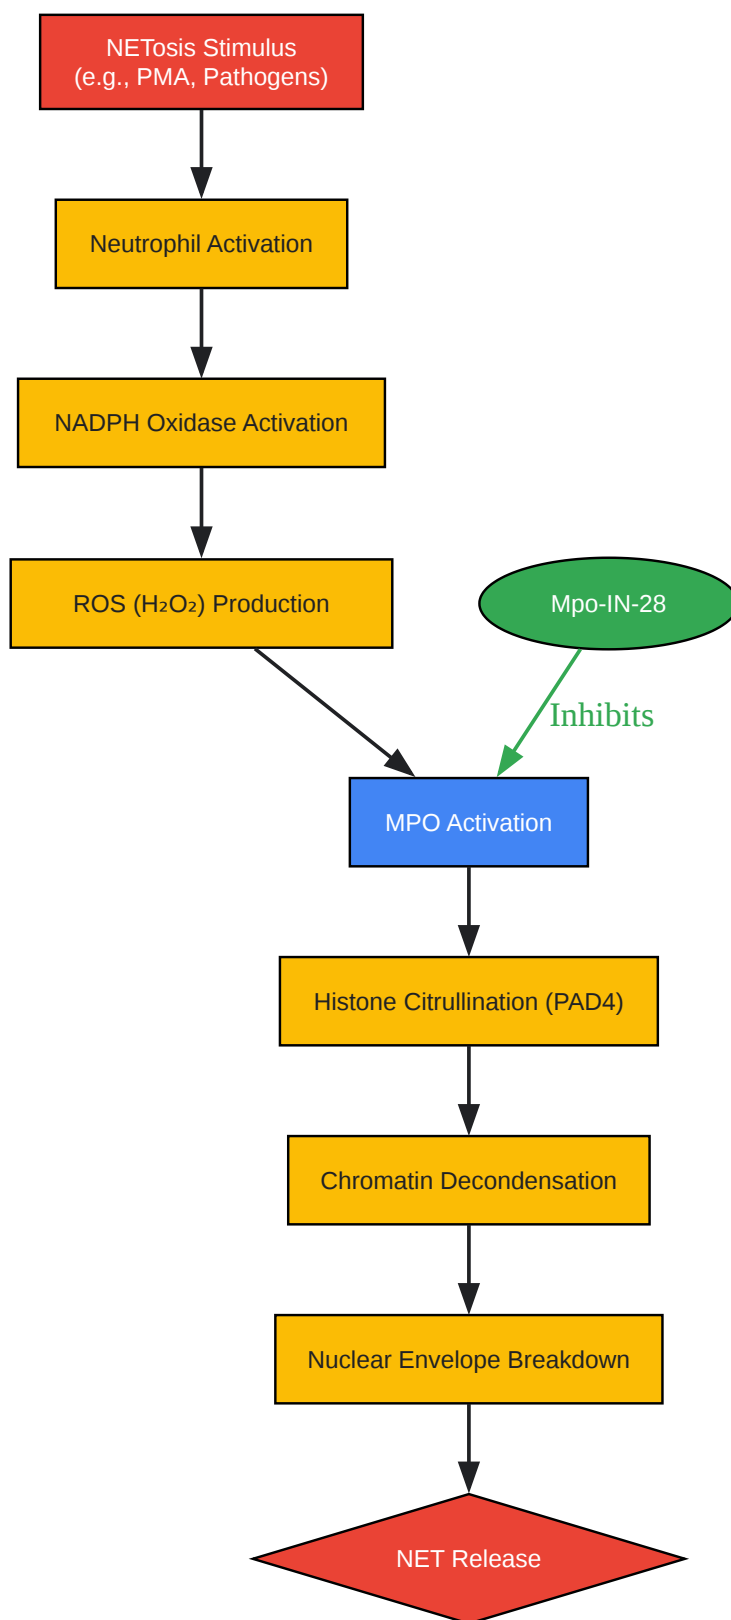 NETosis Stimulus
(e.g., PMA, Pathogens)
Neutrophil Activation
NADPH Oxidase Activation
ROS (H₂O₂) Production
Mpo-IN-28
Inhibits
MPO Activation
Histone Citrullination (PAD4)
Chromatin Decondensation
Nuclear Envelope Breakdown
NET Release